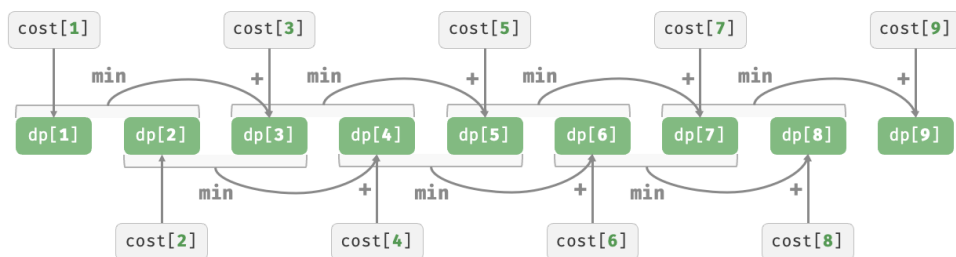 cost[1] cost[3] cost[5] cost[7] cost[9]
min + min + min + min +
dp[1] dp[2] dp[3] dp[4] dp[5] dp[6] dp[7] dp[8] dp[9]
min + min + min +
cost[2] cost[4] cost[6] cost[8]